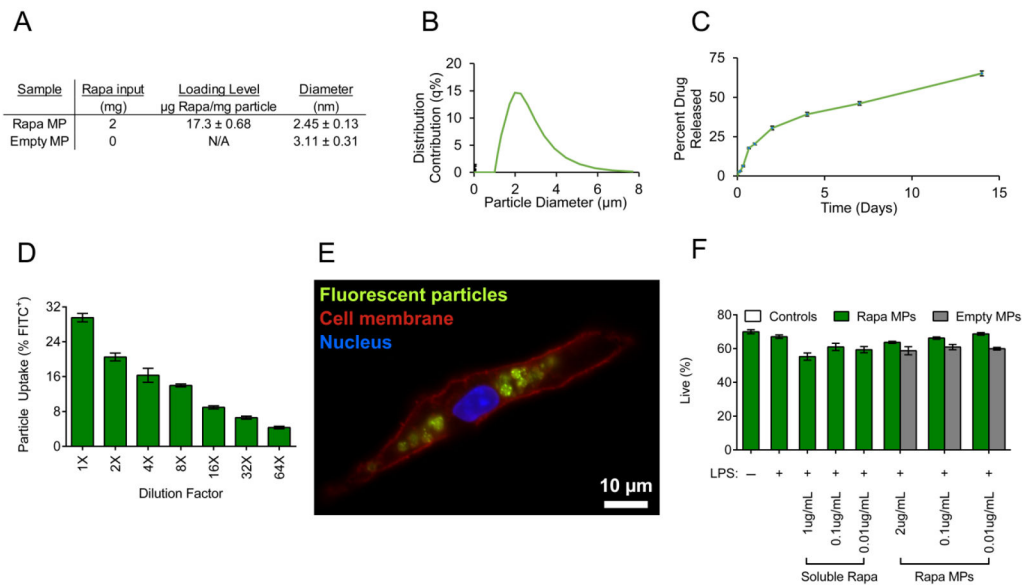 A
Sample Rapa input Loading Level Diameter
(mg) µg Rapa/mg particle (nm)
Rapa MP 2 17.3 ± 0.68 2.45 ± 0.13
Empty MP 0 N/A 3.11 ± 0.31
B
Distribution
Contribution (q%)
20
15
10
5
0
0 2 4 6 8
Particle Diameter (µm)
C
Percent Drug
Released
75
50
25
0
0 5 10 15
Time (Days)
D
Particle Uptake (% FITC⁺)
32
24
16
8
0
1X 2X 4X 8X 16X 32X 64X
Dilution Factor
E
Fluorescent particles
Cell membrane
Nucleus
10 µm
F
Controls Rapa MPs Empty MPs
Live (%)
80
60
40
20
0
LPS: – + + + + + + +
1ug/mL 0.1ug/mL 0.01ug/mL 2ug/mL 0.1ug/mL 0.01ug/mL
Soluble Rapa Rapa MPs